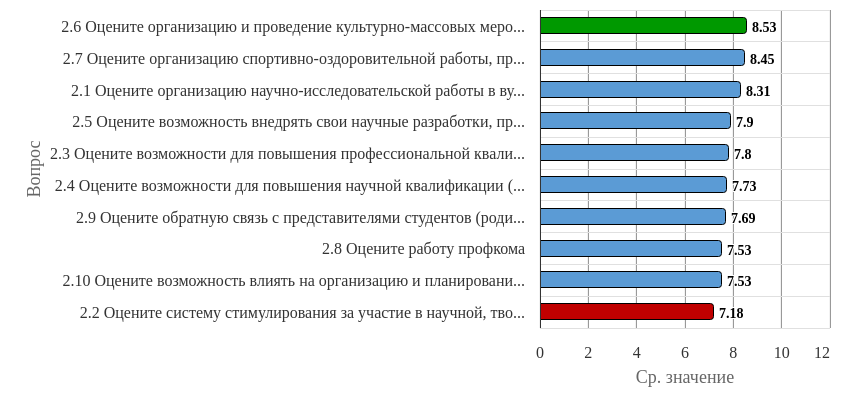 2.6 Оцените организацию и проведение культурно-массовых меро... 8.53
2.7 Оцените организацию спортивно-оздоровительной работы, пр... 8.45
2.1 Оцените организацию научно-исследовательской работы в ву... 8.31
2.5 Оцените возможность внедрять свои научные разработки, пр... 7.9
2.3 Оцените возможности для повышения профессиональной квали... 7.8
2.4 Оцените возможности для повышения научной квалификации (... 7.73
2.9 Оцените обратную связь с представителями студентов (роди... 7.69
2.8 Оцените работу профкома 7.53
2.10 Оцените возможность влиять на организацию и планировани... 7.53
2.2 Оцените систему стимулирования за участие в научной, тво... 7.18
Вопрос
0 2 4 6 8 10 12
Ср. значение